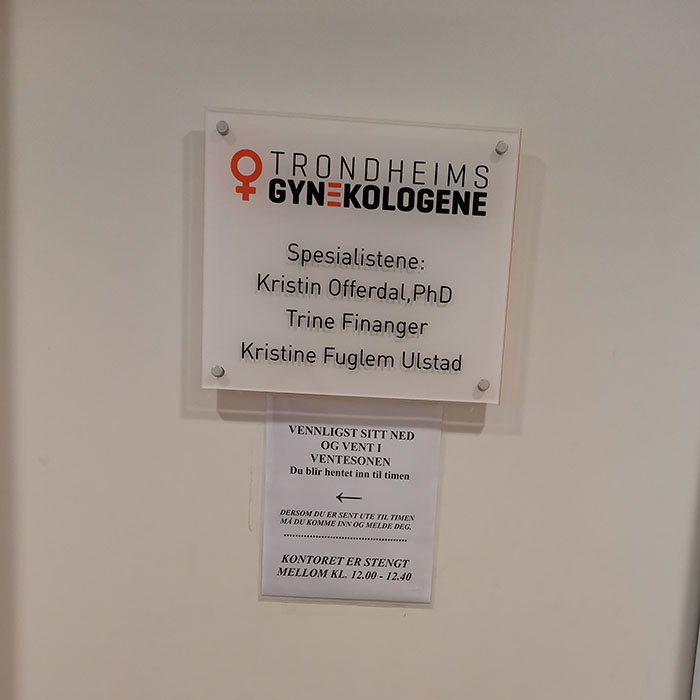 TRONDHEIMS
GYNEKOLOGENE
Spesialistene:
Kristin Offerdal,PhD
Trine Finanger
Kristine Fuglem Ulstad
VENNLIGST SITT NED
OG VENT I
VENTESONEN
Du blir hentet inn til timen
DERSOM DU ER SENT UTE TIL TIMEN
MÅ DU KOMME INN OG MELDE DEG.
KONTORET ER STENGT
MELLOM KL. 12.00 - 12.40